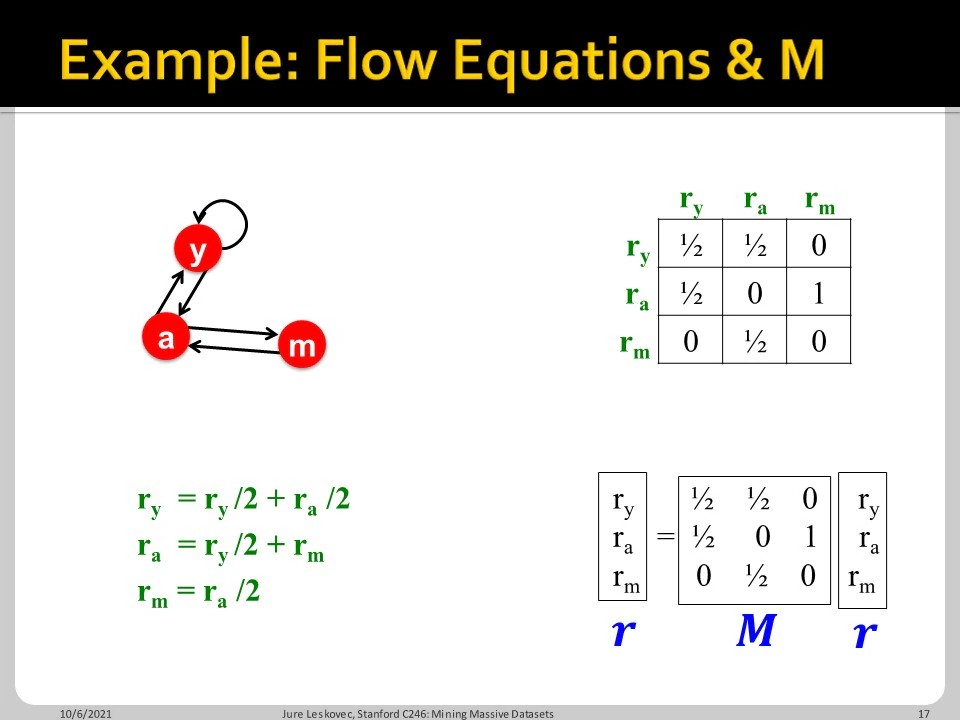 Example: Flow Equations & M
y
a
m
r_y r_a r_m
r_y ½ ½ 0
r_a ½ 0 1
r_m 0 ½ 0
r_y = r_y /2 + r_a /2
r_a = r_y /2 + r_m
r_m = r_a /2
r_y ½ ½ 0 r_y
r_a = ½ 0 1 r_a
r_m 0 ½ 0 r_m
r M r
10/6/2021 Jure Leskovec, Stanford C246: Mining Massive Datasets 17